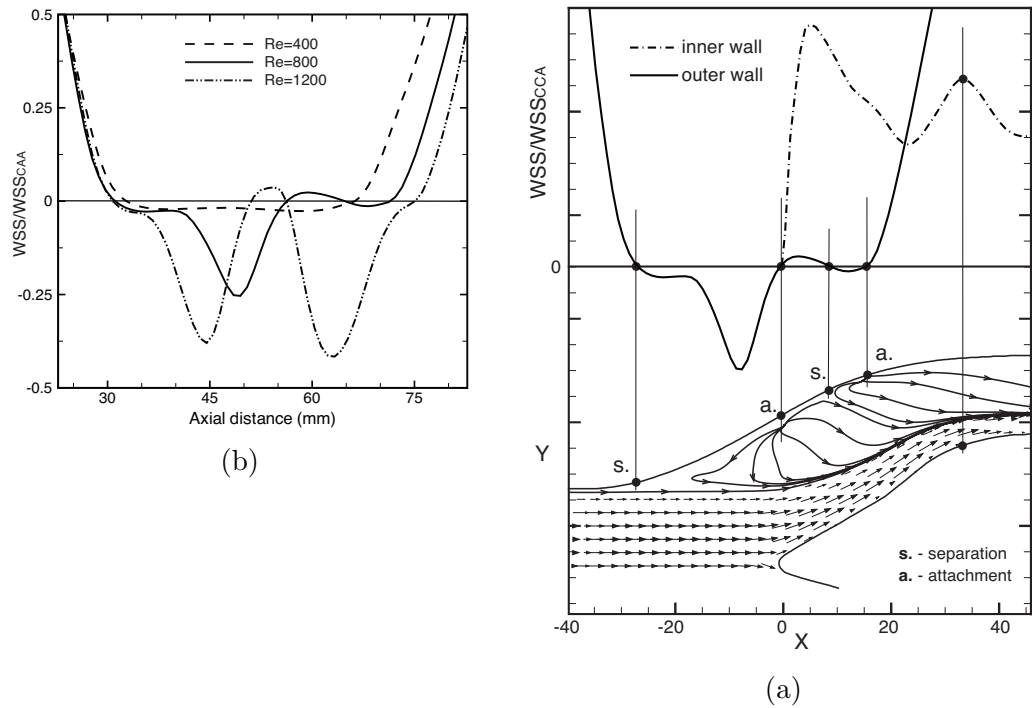 0.5
0.25
0
-0.25
-0.5
WSS/WSSCAA
Re=400
Re=800
Re=1200
30
45
60
75
Axial distance (mm)
(b)
inner wall
outer wall
WSS/WSSCCA
0
Y
s.
a.
s.
a.
s. - separation
a. - attachment
-40
-20
0
20
40
X
(a)